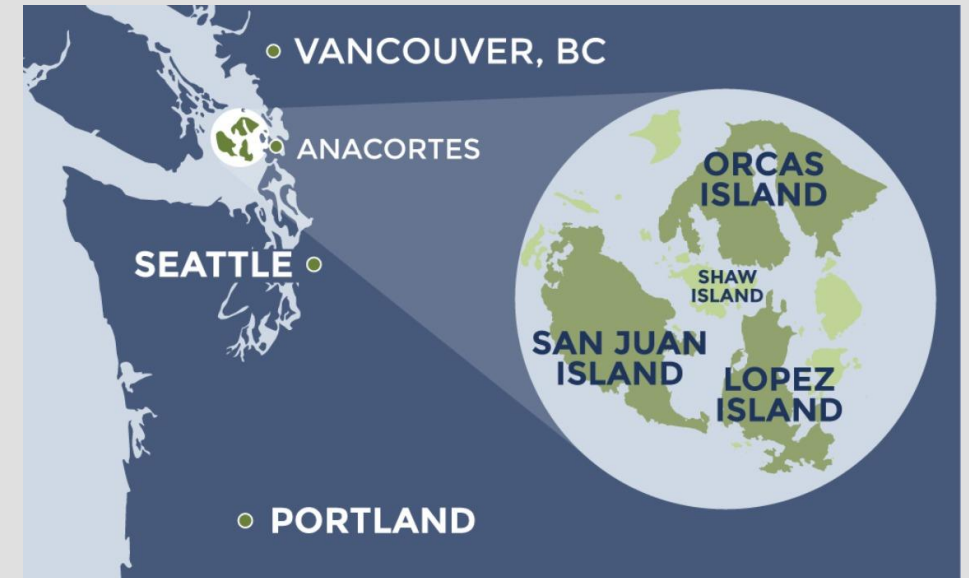 VANCOUVER, BC
ANACORTES
SEATTLE
PORTLAND
ORCAS
ISLAND
SHAW
ISLAND
SAN JUAN
ISLAND
LOPEZ
ISLAND